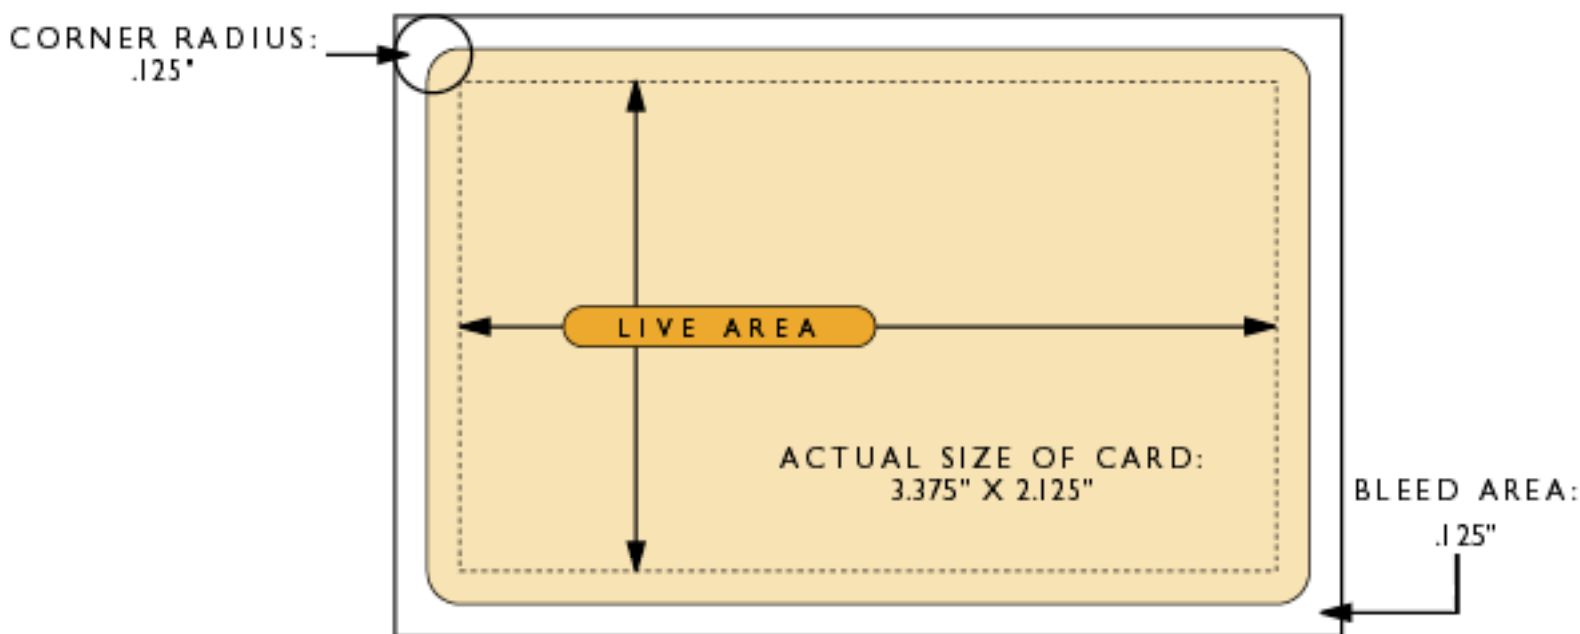 CORNER RADIUS:
.125"
LIVE AREA
ACTUAL SIZE OF CARD:
3.375" X 2.125"
BLEED AREA:
.125"